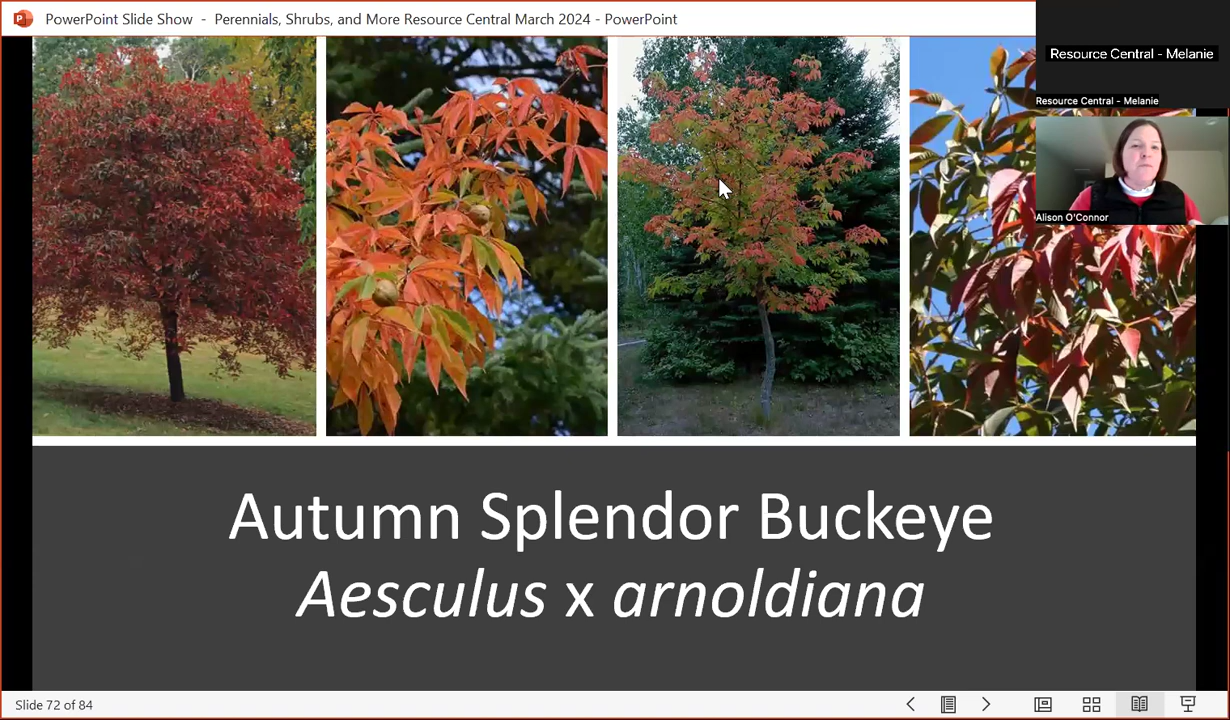 PowerPoint Slide Show - Perennials, Shrubs, and More Resource Central March 2024 - PowerPoint
Resource Central - Melanie
Resource Central - Melanie
Alison O'Connor
Autumn Splendor Buckeye
Aesculus x arnoldiana
Slide 72 of 84